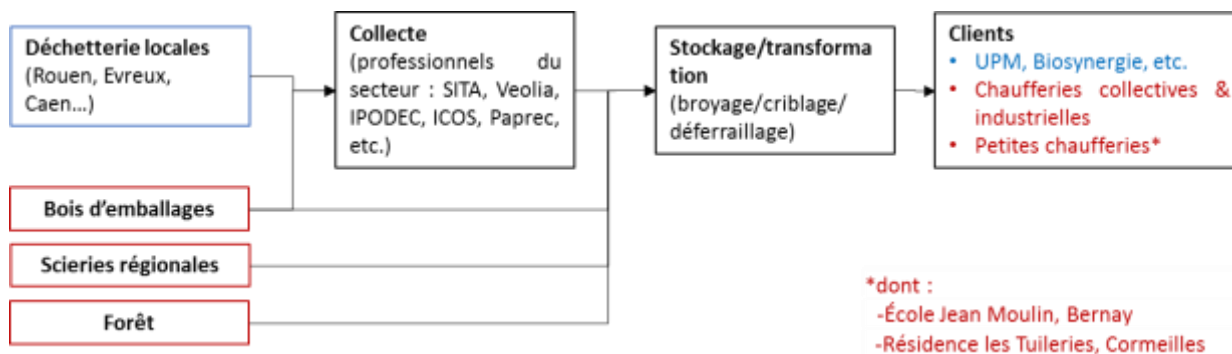 Déchetterie locales
(Rouen, Evreux,
Caen...)
Bois d'emballages
Scieries régionales
Forêt
Collecte
(professionnels du
secteur : SITA, Veolia,
IPODEC, ICOS, Paprec,
etc.)
Stockage/transforma
tion
(broyage/criblage/
déferraillage)
Clients
• UPM, Biosynergie, etc.
• Chaufferies collectives &
industrielles
• Petites chaufferies*
*dont :
-École Jean Moulin, Bernay
-Résidence les Tuileries, Cormeilles